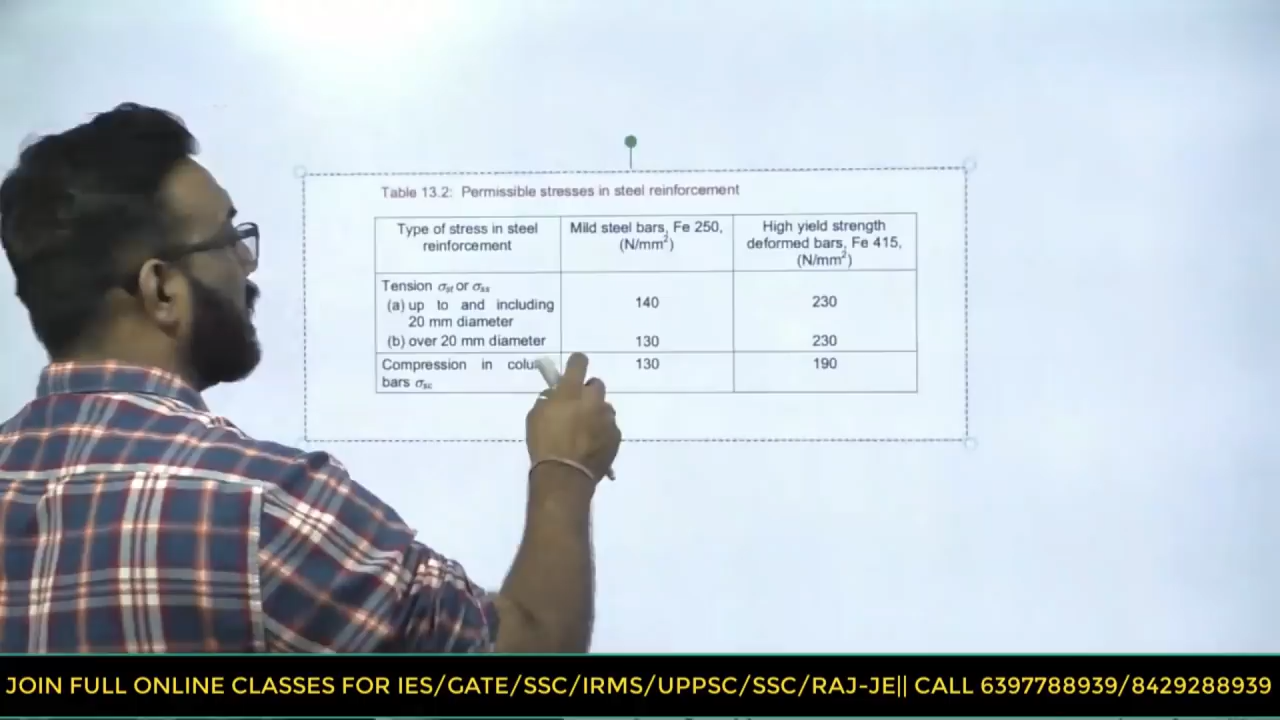 Table 13.2: Permissible stresses in steel reinforcement
Type of stress in steel reinforcement
Mild steel bars, Fe 250, (N/mm²)
High yield strength deformed bars, Fe 415, (N/mm²)
Tension σst or σss
(a) up to and including 20 mm diameter
140
230
(b) over 20 mm diameter
130
230
Compression in colu
bars σsc
130
190
JOIN FULL ONLINE CLASSES FOR IES/GATE/SSC/IRMS/UPPSC/SSC/RAJ-JE|| CALL 6397788939/8429288939